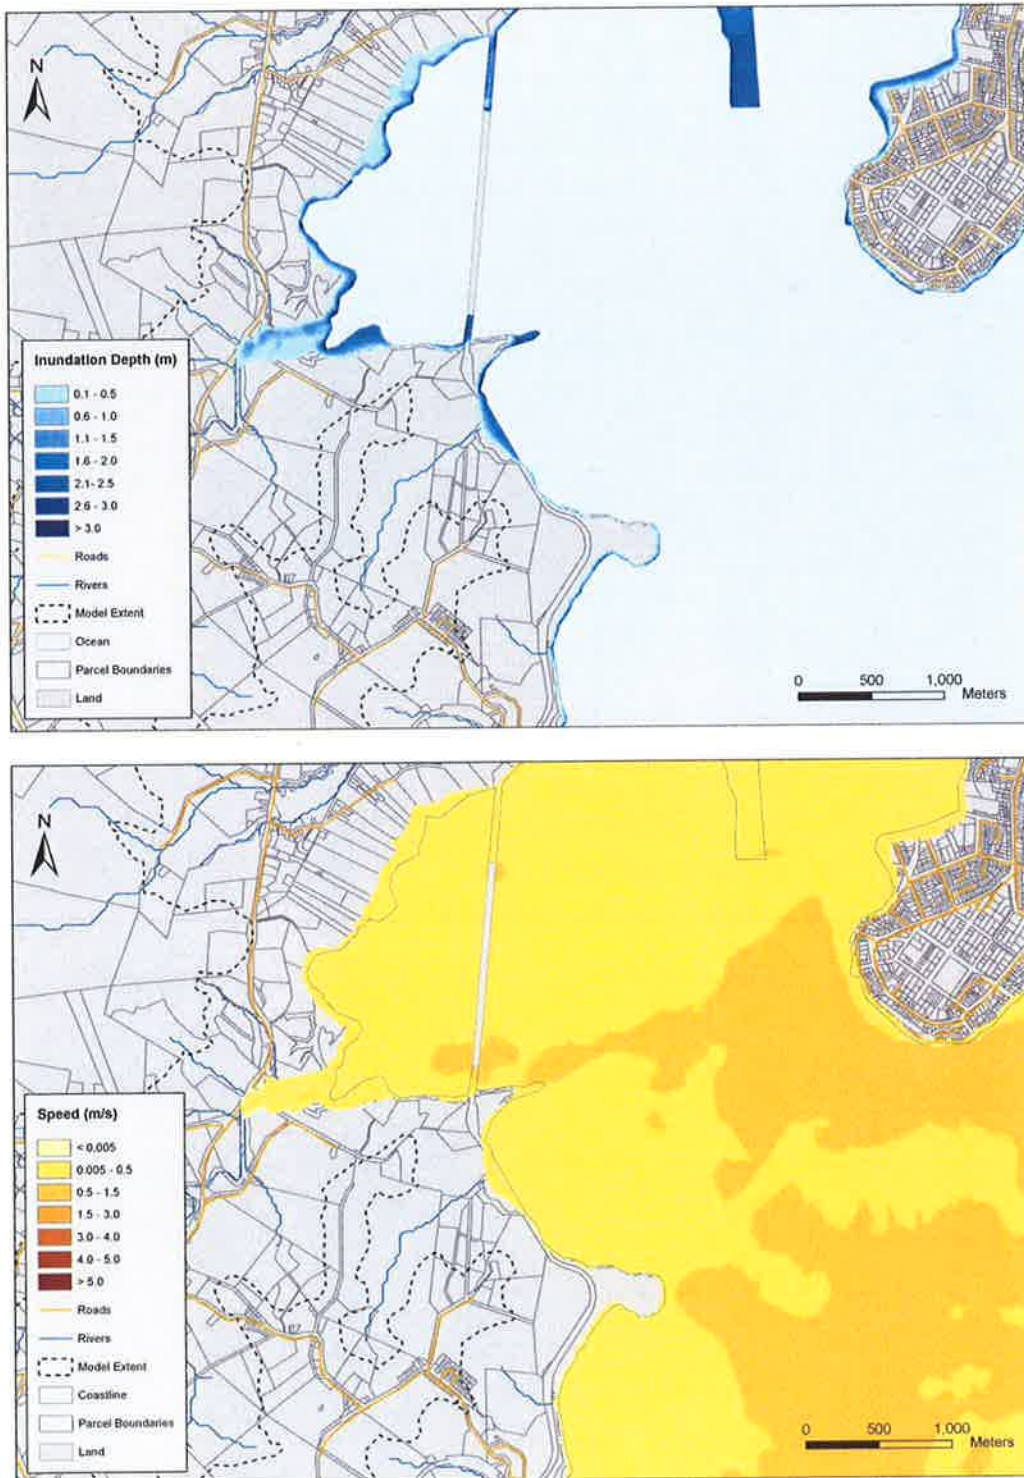 N
Inundation Depth (m)
0.1 - 0.5
0.6 - 1.0
1.1 - 1.5
1.6 - 2.0
2.1- 2.5
2.6 - 3.0
> 3.0
Roads
Rivers
Model Extent
Ocean
Parcel Boundaries
Land
0 500 1,000
Meters
N
Speed (m/s)
< 0.005
0.005 - 0.5
0.5 - 1.5
1.5 - 3.0
3.0 - 4.0
4.0 - 5.0
> 5.0
Roads
Rivers
Model Extent
Coastline
Parcel Boundaries
Land
0 500 1,000
Meters